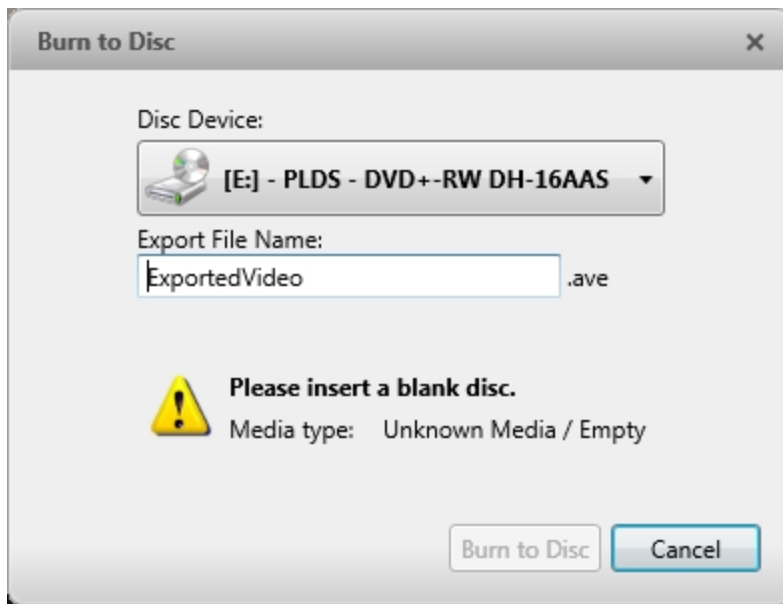 Burn to Disc
Disc Device:
[E:] - PLDS - DVD+-RW DH-16AAS
Export File Name:
ExportedVideo .ave
Please insert a blank disc.
Media type: Unknown Media / Empty
Burn to Disc Cancel